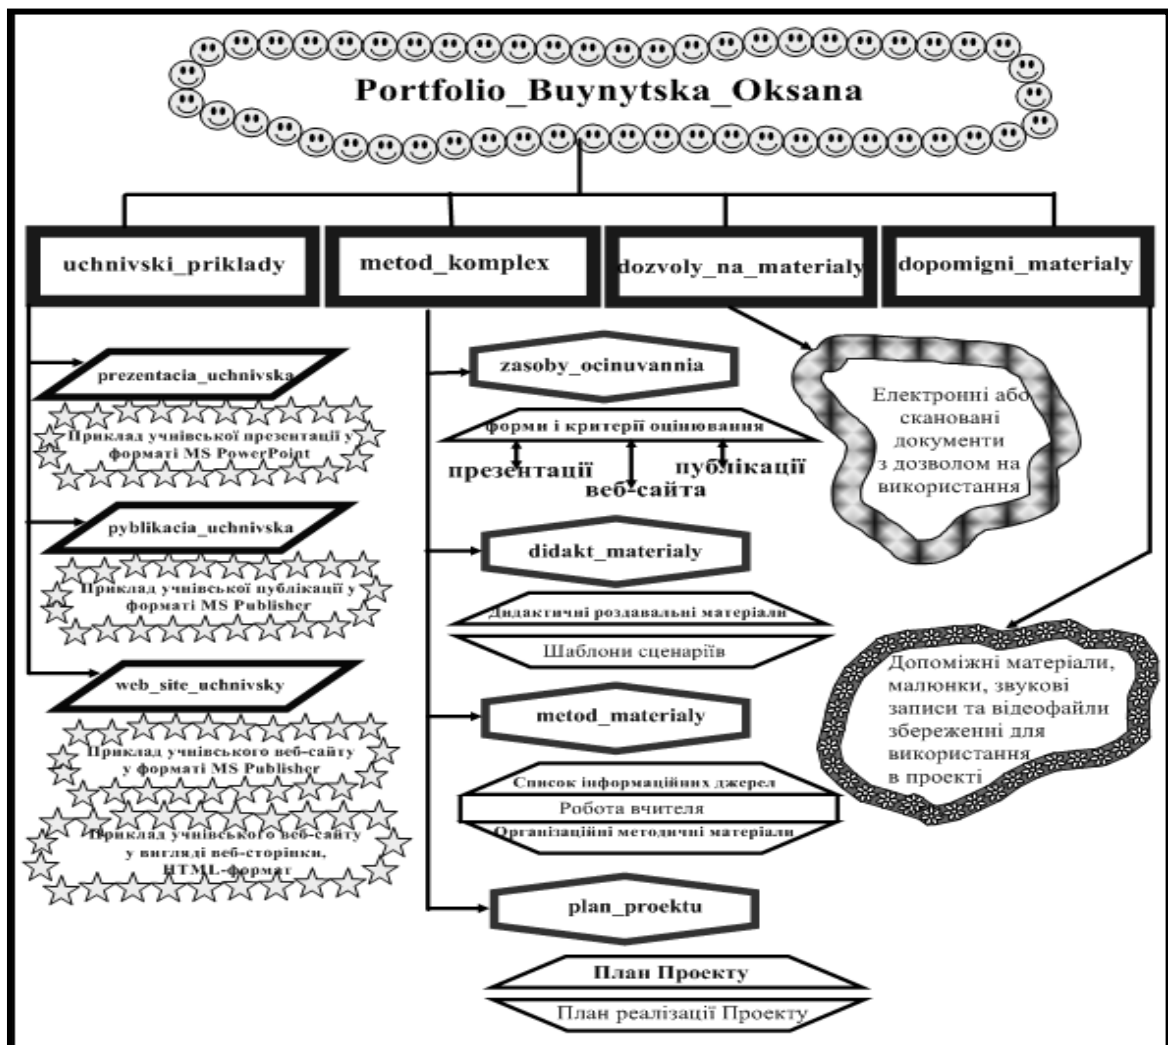 Portfolio_Buynytska_Oksana
uchnivski_priklady
metod_komplex
dozvoly_na_materialy
dopomigni_materialy
prezentacia_uchnivska
Приклад учнівської презентації у
форматі MS PowerPoint
pyblikacia_uchnivska
Приклад учнівської публікації у
форматі MS Publisher
web_site_uchnivsky
Приклад учнівського веб-сайту
у форматі MS Publisher
Приклад учнівського веб-сайту
у вигляді веб-сторінки,
HTML-формат
zasoby_ocinuvannia
форми і критерії оцінювання
презентації
веб-сайта
публікації
didakt_materialy
Дидактичні роздавальні матеріали
Шаблони сценаріїв
metod_materialy
Список інформаційних джерел
Робота вчителя
Організаційні методичні матеріали
plan_proektu
План Проекту
План реалізації Проекту
Електронні або
скановані
документи
з дозволом на
використання
Допоміжні матеріали,
малюнки, звукові
записи та відеофайли
збереженні для
використання
в проекті